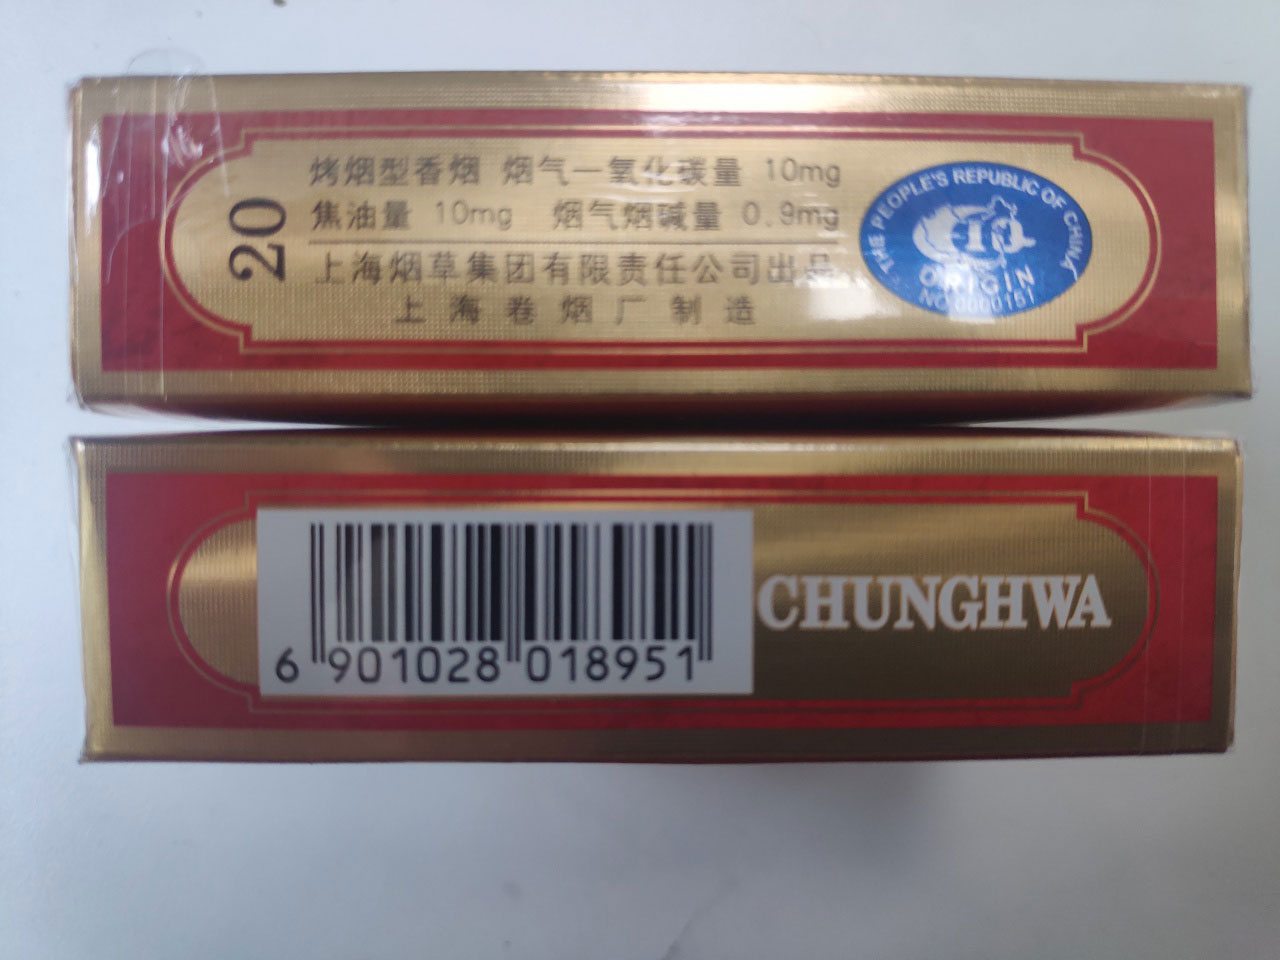 20
烤烟型香烟 烟气一氧化碳量 10mg
焦油量 10mg 烟气烟碱量 0.9mg
上海烟草集团有限责任公司出品
上海卷烟厂制造
THE PEOPLE'S REPUBLIC OF CHINA
ORIGIN
NO.0000151
6 901028 018951
CHUNGHWA